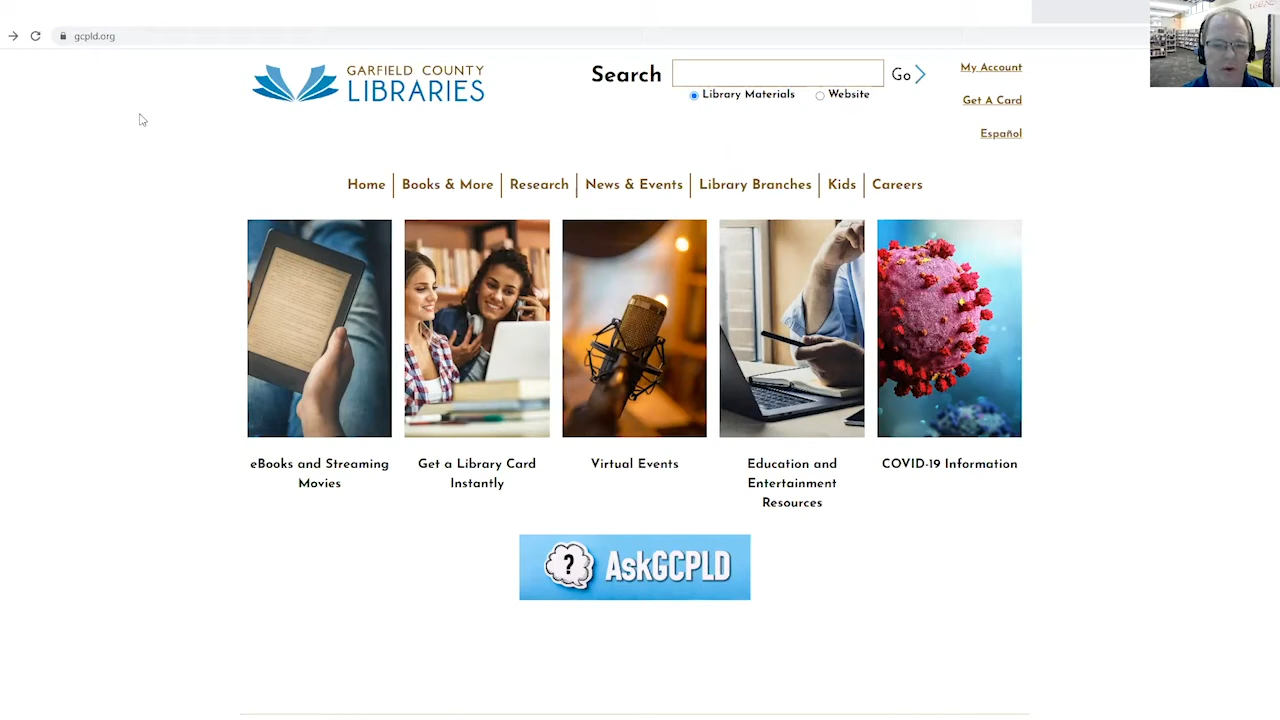 gcpld.org
GARFIELD COUNTY
LIBRARIES
Search
Go
Library Materials
Website
My Account
Get A Card
Español
Home
Books & More
Research
News & Events
Library Branches
Kids
Careers
eBooks and Streaming
Movies
Get a Library Card
Instantly
Virtual Events
Education and
Entertainment
Resources
COVID-19 Information
?
AskGCPLD